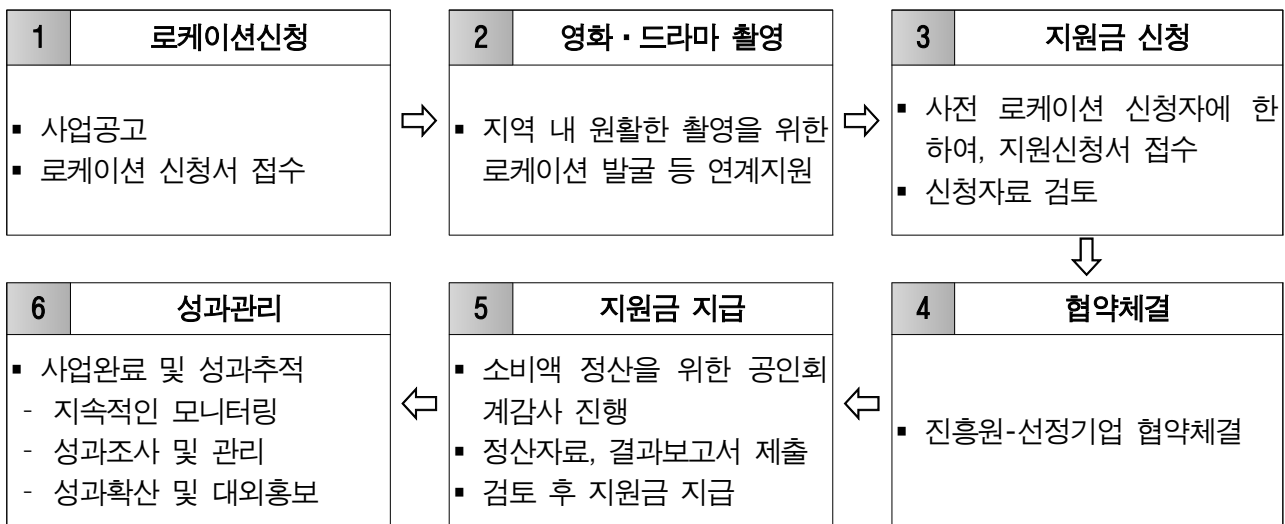 1 로케이션신청
▪ 사업공고
▪ 로케이션 신청서 접수
2 영화·드라마 촬영
▪ 지역 내 원활한 촬영을 위한
로케이션 발굴 등 연계지원
3 지원금 신청
▪ 사전 로케이션 신청자에 한
하여, 지원신청서 접수
▪ 신청자료 검토
4 협약체결
▪ 진흥원-선정기업 협약체결
5 지원금 지급
▪ 소비액 정산을 위한 공인회
계감사 진행
▪ 정산자료, 결과보고서 제출
▪ 검토 후 지원금 지급
6 성과관리
▪ 사업완료 및 성과추적
- 지속적인 모니터링
- 성과조사 및 관리
- 성과확산 및 대외홍보